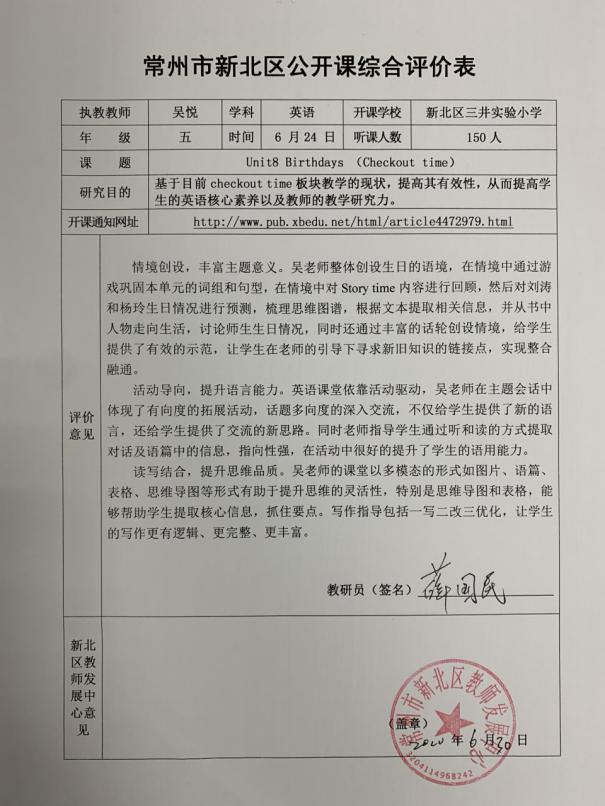 常州市新北区公开课综合评价表
执教教师 吴悦 学科 英语 开课学校 新北区三井实验小学
年 级 五 时间 6 月 24 日 听课人数 150 人
课 题 Unit8 Birthdays （Checkout time）
研究目的 基于目前 checkout time 板块教学的现状，提高其有效性，从而提高学
生的英语核心素养以及教师的教学研究力。
开课通知网址 http://www.pub.xbedu.net/html/article4472979.html
情境创设，丰富主题意义。吴老师整体创设生日的语境，在情境中通过游
戏巩固本单元的词组和句型，在情境中对 Story time 内容进行回顾，然后对刘涛
和杨玲生日情况进行预测，梳理思维图谱，根据文本提取相关信息，并从书中
人物走向生活，讨论师生生日情况，同时还通过丰富的话轮创设情境，给学生
提供了有效的示范，让学生在老师的引导下寻求新旧知识的链接点，实现整合
融通。
活动导向，提升语言能力。英语课堂依靠活动驱动，吴老师在主题会话中
体现了有向度的拓展活动，话题多向度的深入交流，不仅给学生提供了新的语
言，还给学生提供了交流的新思路。同时老师指导学生通过听和读的方式提取
对话及语篇中的信息，指向性强，在活动中很好的提升了学生的语用能力。
读写结合，提升思维品质。吴老师的课堂以多模态的形式如图片、语篇、
表格、思维导图等形式有助于提升思维的灵活性，特别是思维导图和表格，能
够帮助学生提取核心信息，抓住要点。写作指导包括一写二改三优化，让学生
的写作更有逻辑、更完整、更丰富。
评价
意见
教研员（签名）薛国民
新北
区教
师发
展中
心意
见
常州市新北区教师发展中心
（盖章）
2020 年 6 月 30 日
3204114968242